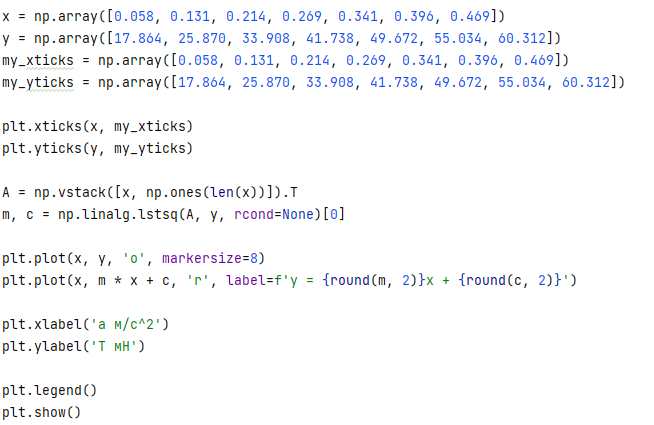 x = np.array([0.058, 0.131, 0.214, 0.269, 0.341, 0.396, 0.469])
y = np.array([17.864, 25.870, 33.908, 41.738, 49.672, 55.034, 60.312])
my_xticks = np.array([0.058, 0.131, 0.214, 0.269, 0.341, 0.396, 0.469])
my_yticks = np.array([17.864, 25.870, 33.908, 41.738, 49.672, 55.034, 60.312])
plt.xticks(x, my_xticks)
plt.yticks(y, my_yticks)
A = np.vstack([x, np.ones(len(x))]).T
m, c = np.linalg.lstsq(A, y, rcond=None)[0]
plt.plot(x, y, 'o', markersize=8)
plt.plot(x, m * x + c, 'r', label=f'y = {round(m, 2)}x + {round(c, 2)}')
plt.xlabel('a м/с^2')
plt.ylabel('T мН')
plt.legend()
plt.show()